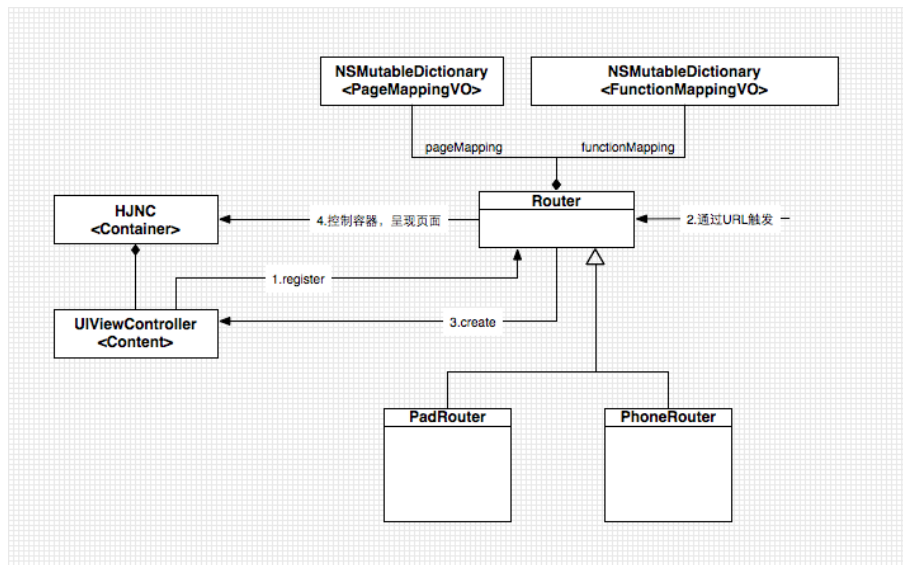 NSMutableDictionary
<PageMappingVO>
NSMutableDictionary
<FunctionMappingVO>
pageMapping
functionMapping
HJNC
<Container>
4.控制容器，呈现页面
Router
2.通过URL触发
1.register
UIViewController
<Content>
3.create
PadRouter
PhoneRouter